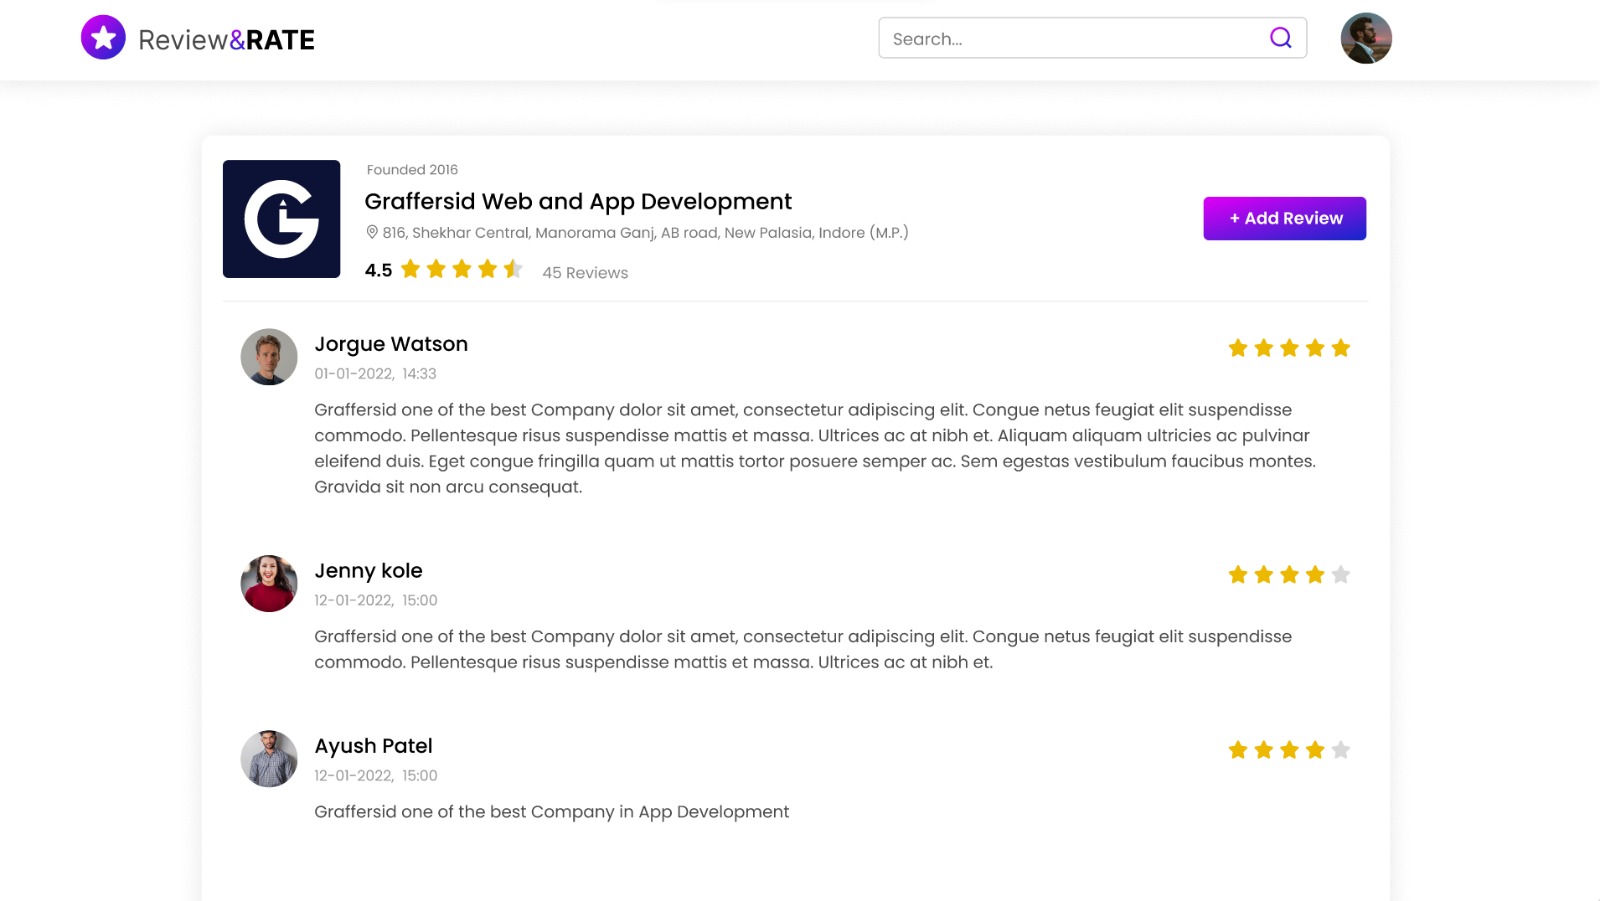 Review&RATE
Search...
Founded 2016
Graffersid Web and App Development
816, Shekhar Central, Manorama Ganj, AB road, New Palasia, Indore (M.P.)
+ Add Review
4.5
45 Reviews
Jorgue Watson
01-01-2022, 14:33
Graffersid one of the best Company dolor sit amet, consectetur adipiscing elit. Congue netus feugiat elit suspendisse
commodo. Pellentesque risus suspendisse mattis et massa. Ultrices ac at nibh et. Aliquam aliquam ultricies ac pulvinar
eleifend duis. Eget congue fringilla quam ut mattis tortor posuere semper ac. Sem egestas vestibulum faucibus montes.
Gravida sit non arcu consequat.
Jenny kole
12-01-2022, 15:00
Graffersid one of the best Company dolor sit amet, consectetur adipiscing elit. Congue netus feugiat elit suspendisse
commodo. Pellentesque risus suspendisse mattis et massa. Ultrices ac at nibh et.
Ayush Patel
12-01-2022, 15:00
Graffersid one of the best Company in App Development